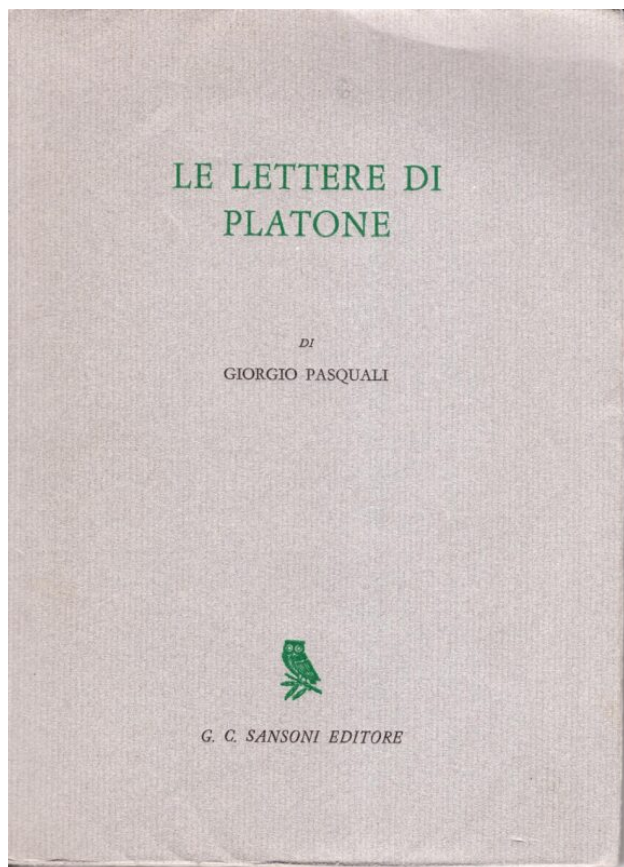 LE LETTERE DI
PLATONE
DI
GIORGIO PASQUALI
G. C. SANSONI EDITORE